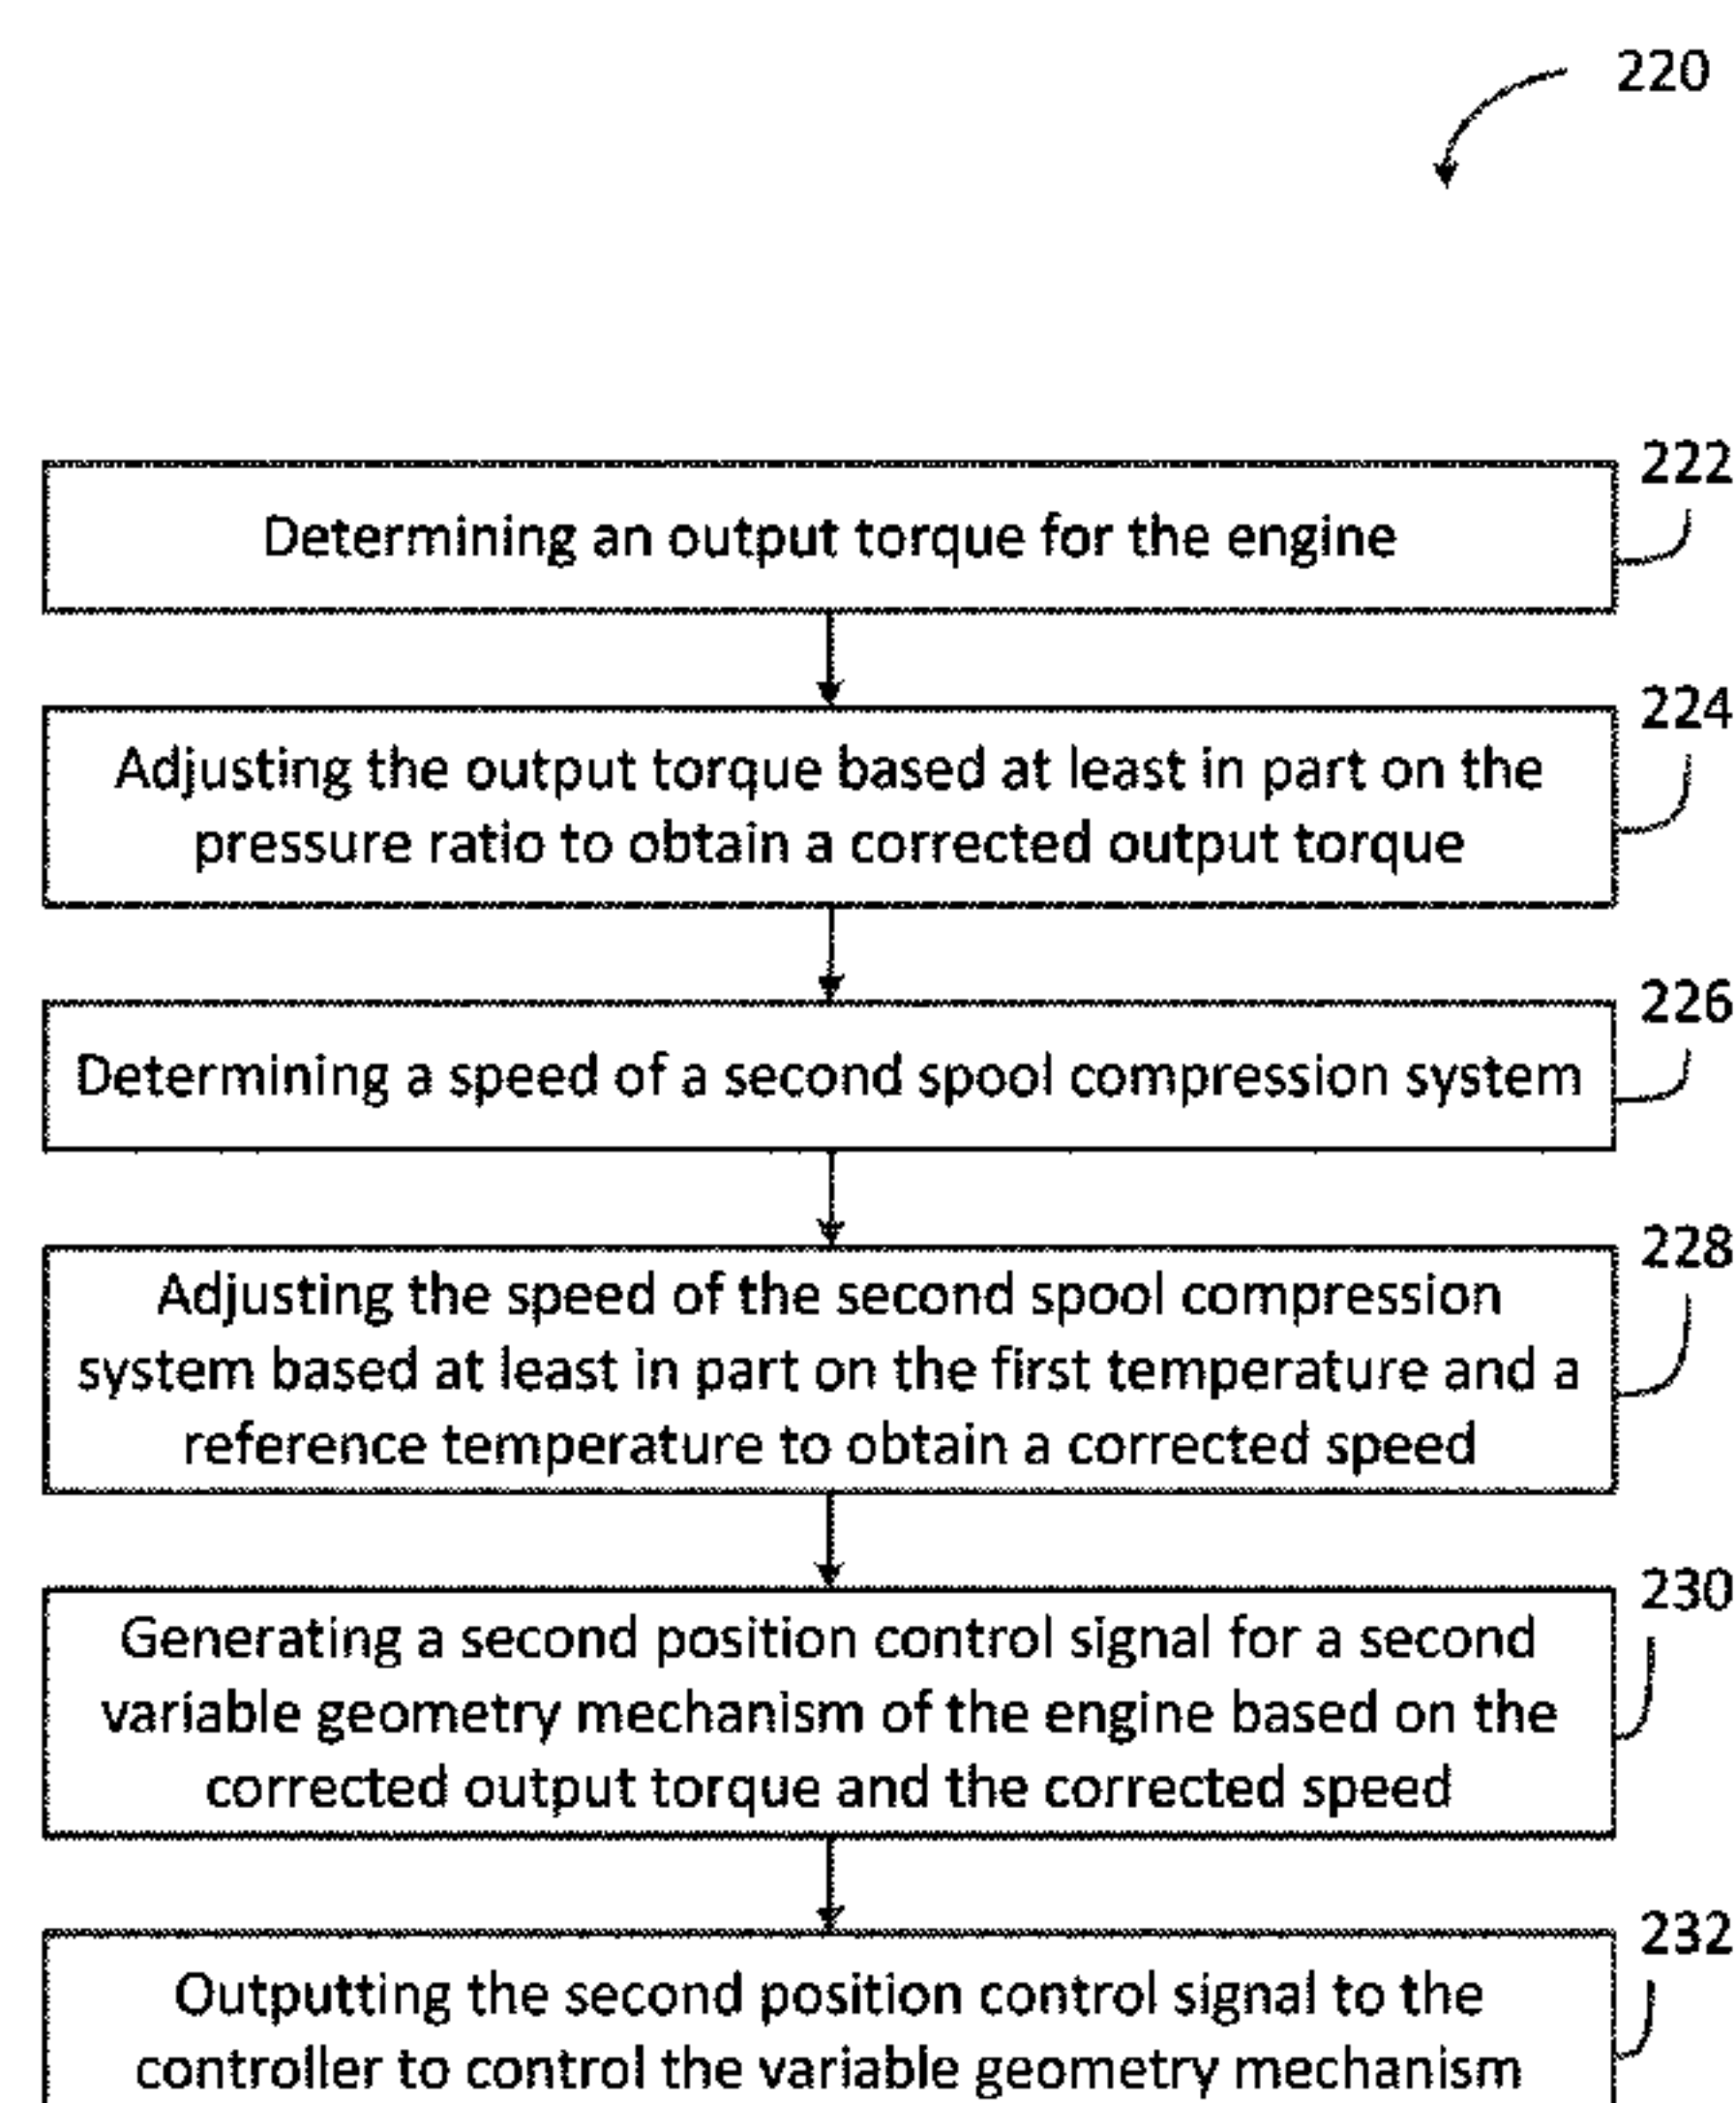 220
222
Determining an output torque for the engine
224
Adjusting the output torque based at least in part on the
pressure ratio to obtain a corrected output torque
226
Determining a speed of a second spool compression system
228
Adjusting the speed of the second spool compression
system based at least in part on the first temperature and a
reference temperature to obtain a corrected speed
230
Generating a second position control signal for a second
variable geometry mechanism of the engine based on the
corrected output torque and the corrected speed
232
Outputting the second position control signal to the
controller to control the variable geometry mechanism